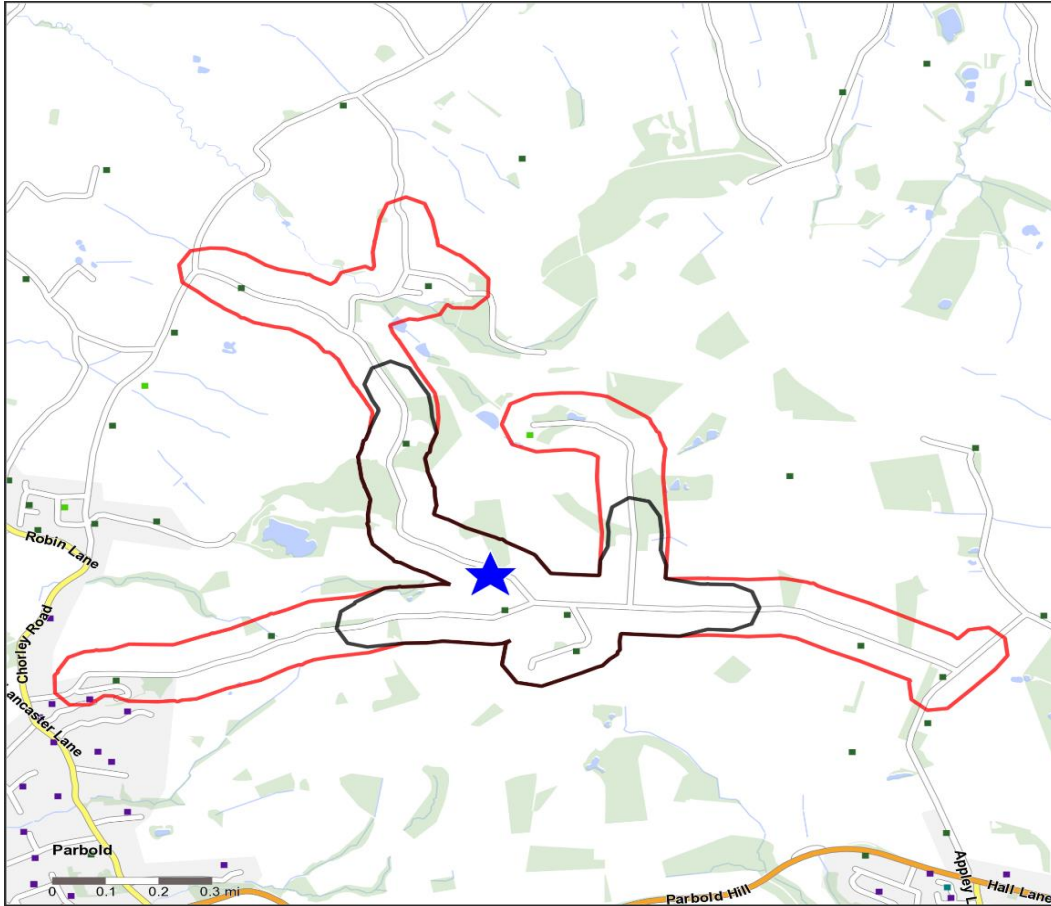 Robin Lane
Chorley Road
Lancaster Lane
Parbold
0 0.1 0.2 0.3 mi
Parbold Hill
Hall Lane